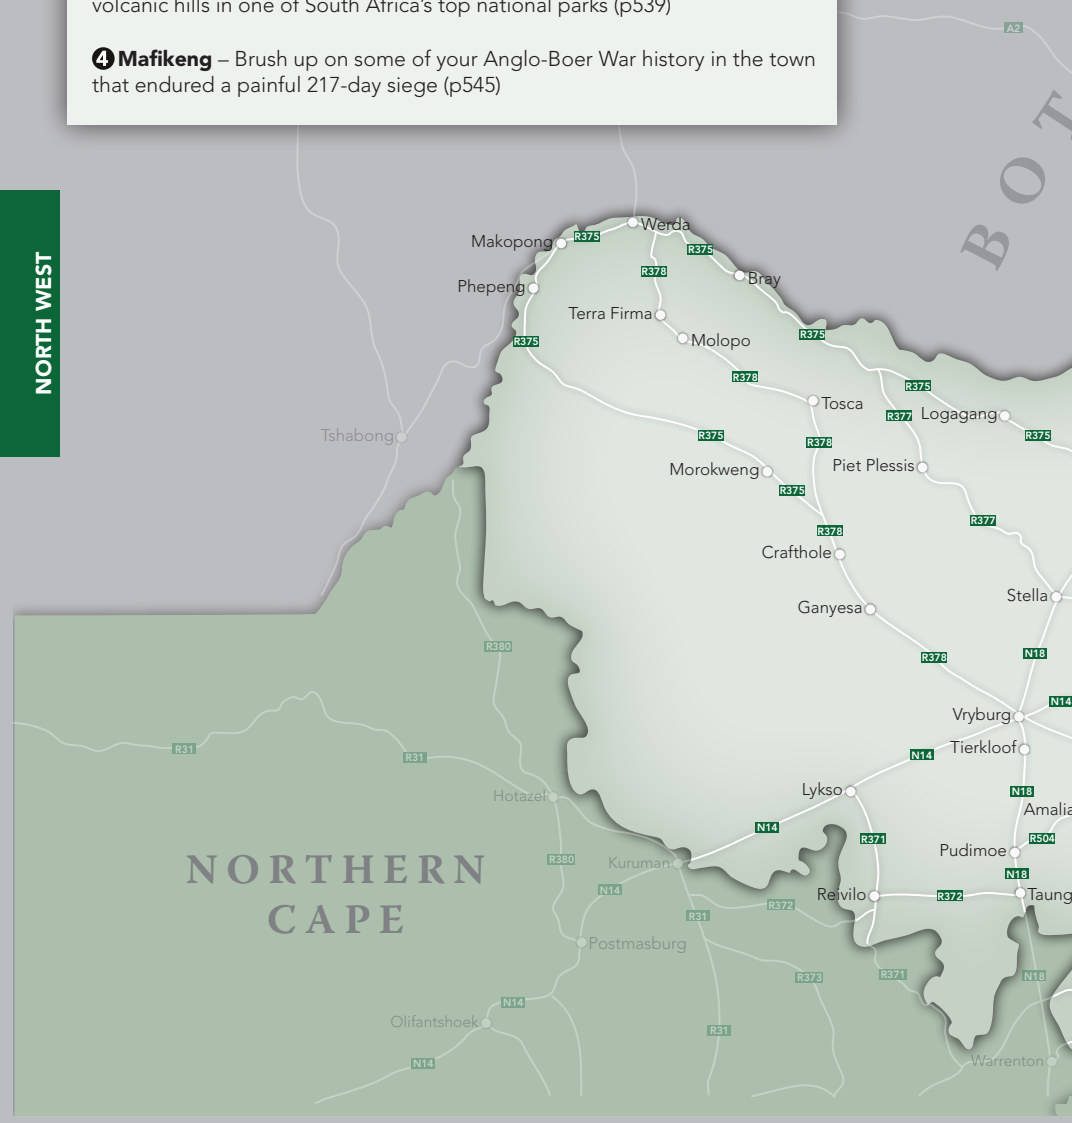 volcanic hills in one of South Africa's top national parks (p539)
4 Mafikeng – Brush up on some of your Anglo-Boer War history in the town
that endured a painful 217-day siege (p545)
A2
BOT
NORTH WEST
Werda
Makopong
R375
R375
R378
Bray
Phepeng
Terra Firma
R375
R375
Molopo
R378
R375
Tosca
R377
Logagang
R375
R375
R378
Tshabong
Morokweng
Piet Plessis
R375
R377
R378
Crafthole
Stella
Ganyesa
R380
N18
R378
N14
Vryburg
R31
R31
N14
Tierkloof
Hotazel
Lykso
N18
Amalia
N14
R371
R504
Pudimoe
R380
Kuruman
NORTHERN
CAPE
N18
N14
Reivilo
R372
Taung
R372
R31
Postmasburg
R373
R371
N18
N14
Olifantshoek
R31
N14
Warrenton